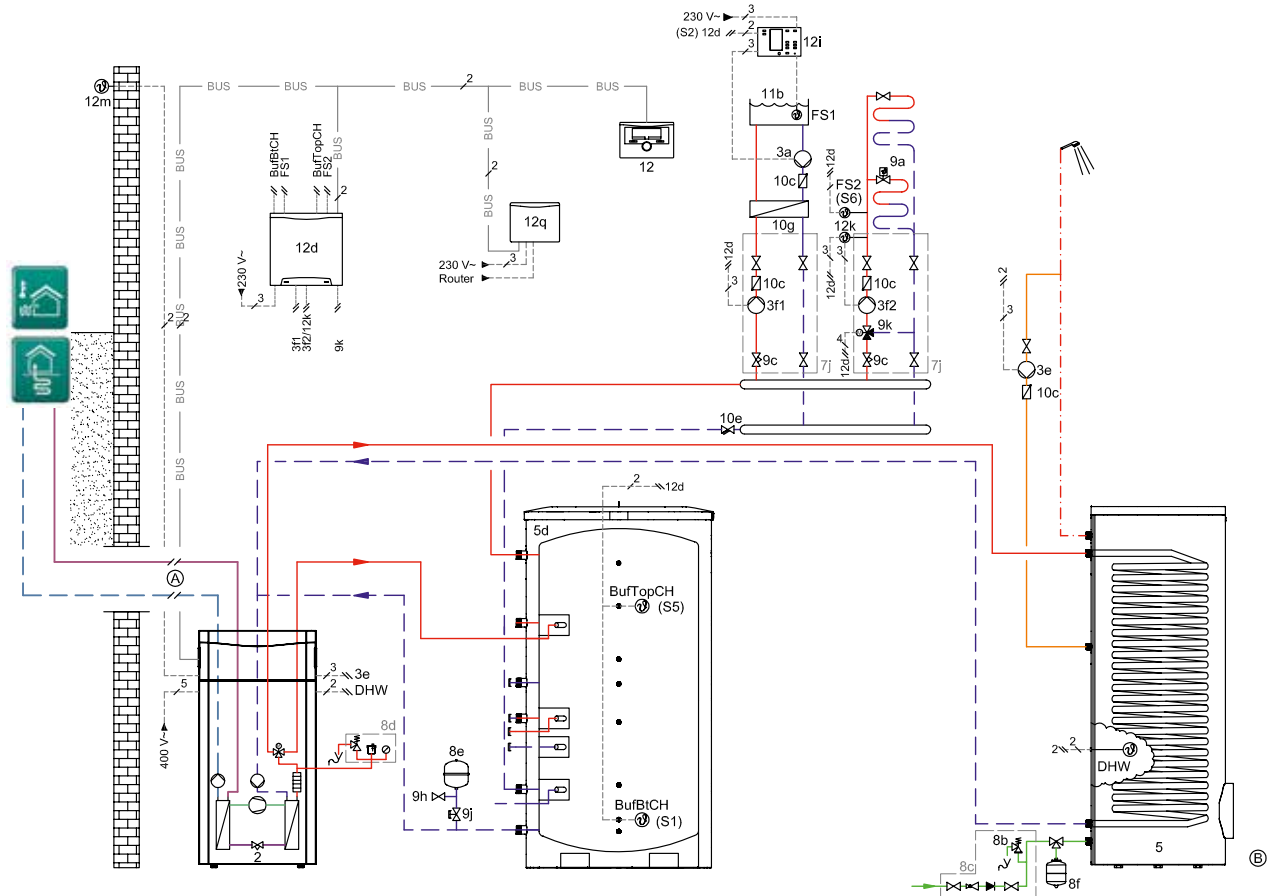 230 V~
3
(S2) 12d
2
3
12i
12m
BUS
BUS
2
BUS
BUS
BUS
BufBtCH
FS1
BufTopCH
FS2
BUS
2
12d
230 V~
3
3f1
3f2/12k
9k
BUS
2
BUS
12q
230 V~
3
Router
12
11b
FS1
3a
10c
10g
12d
FS2
(S6)
12k
9a
12d
3
10c
3f1
9c
7j
3
3
12d
10c
3f2
9k
4
12d
9c
7j
2
3
3e
10c
BUS
BUS
BUS
2
2
BUS
BUS
10e
A
2
12d
5d
BufTopCH
(S5)
BufBtCH
(S1)
3
3e
2
DHW
5
400 V~
8d
8e
9h
9j
2
2
2
DHW
5
8b
8c
8f
B